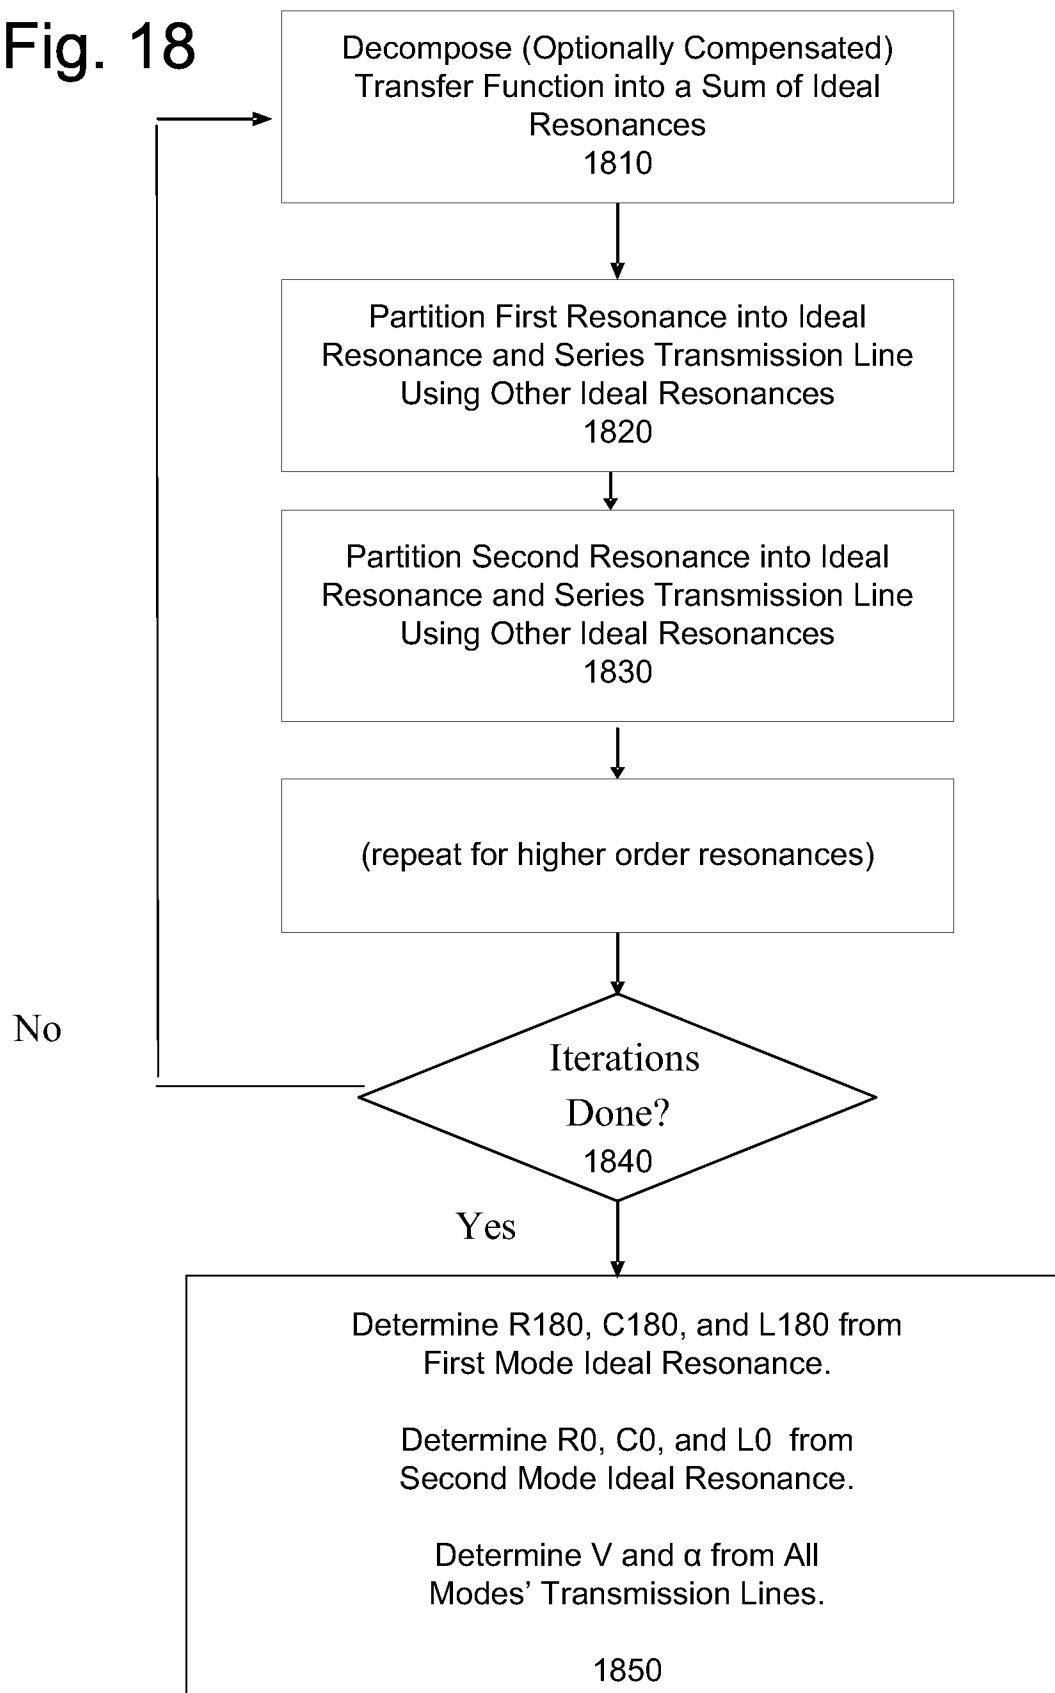 Fig. 18
Decompose (Optionally Compensated)
Transfer Function into a Sum of Ideal
Resonances
1810
Partition First Resonance into Ideal
Resonance and Series Transmission Line
Using Other Ideal Resonances
1820
Partition Second Resonance into Ideal
Resonance and Series Transmission Line
Using Other Ideal Resonances
1830
(repeat for higher order resonances)
No
Iterations
Done?
1840
Yes
Determine R180, C180, and L180 from
First Mode Ideal Resonance.
Determine R0, C0, and L0 from
Second Mode Ideal Resonance.
Determine V and α from All
Modes’ Transmission Lines.
1850